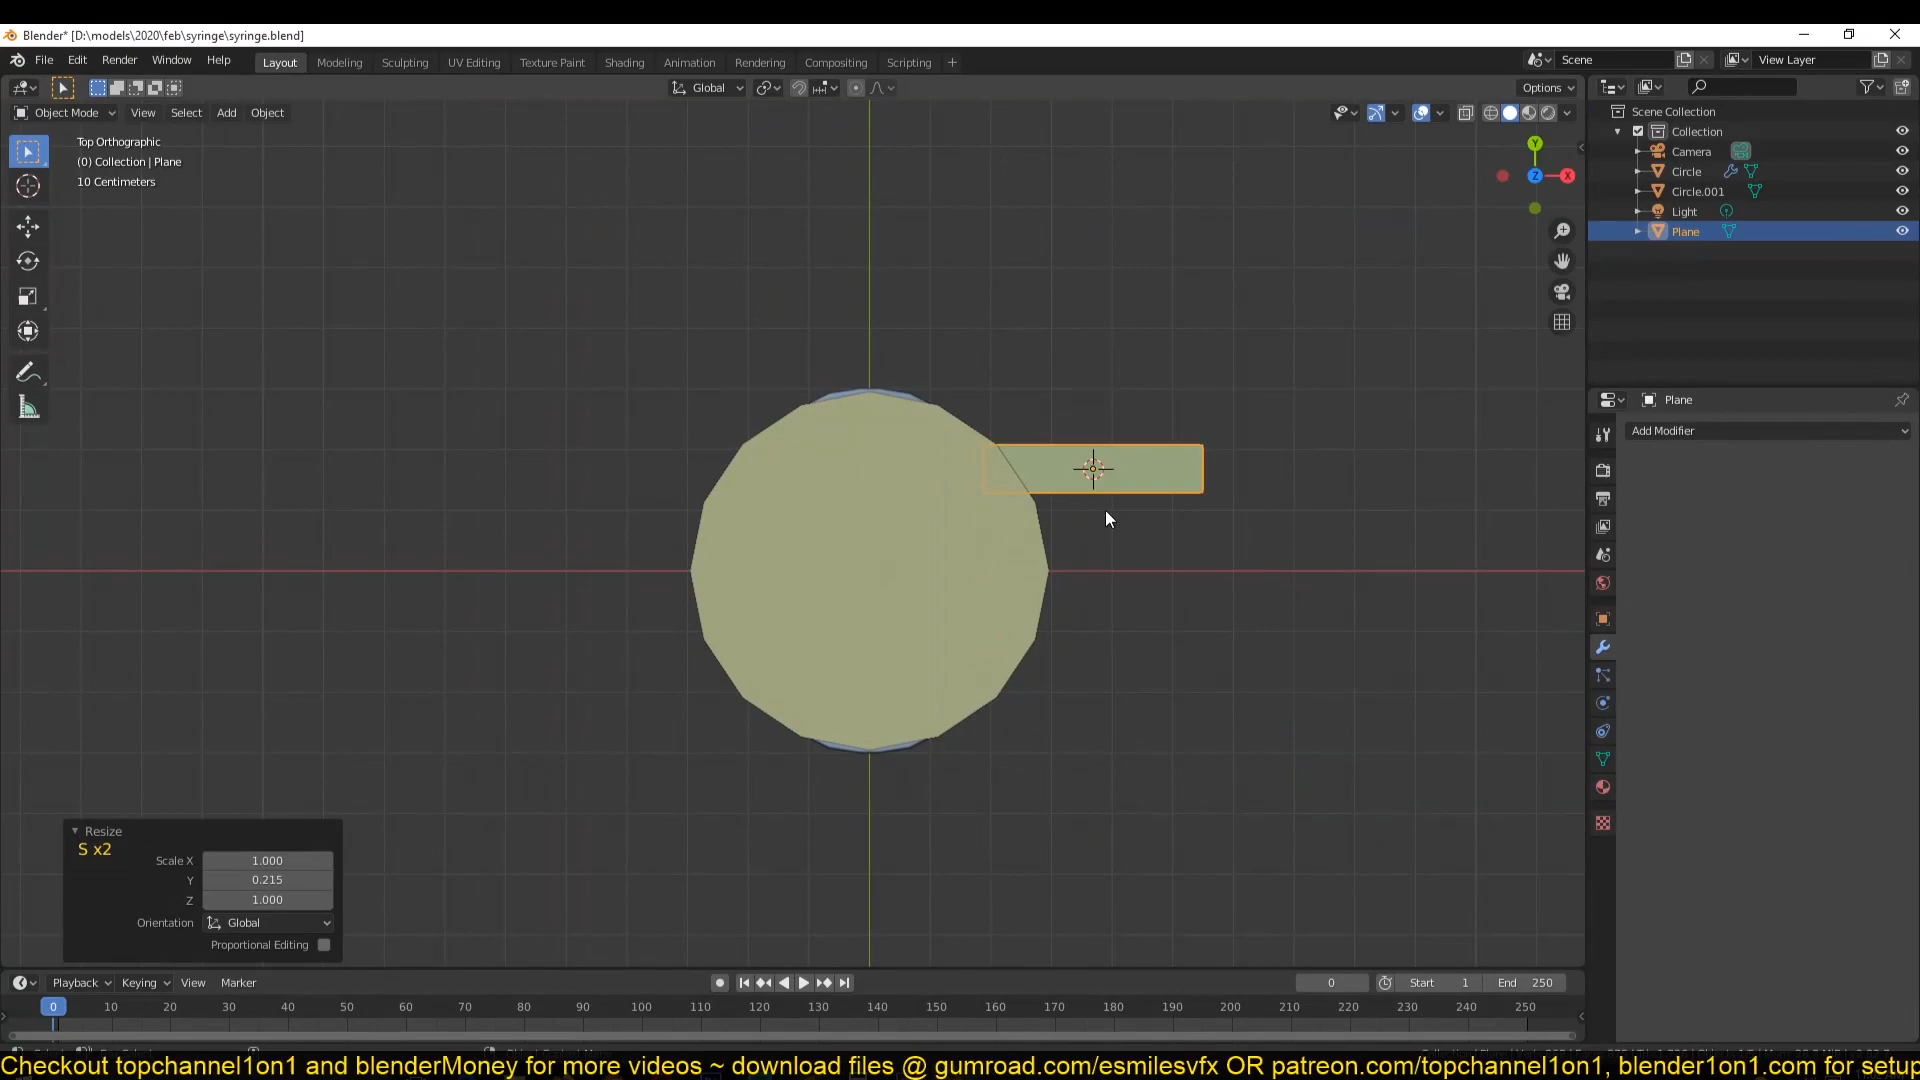 Blender* [D:\models\2020\feb\syringe\syringe.blend]
File Edit Render Window Help Layout Modeling Sculpting UV Editing Texture Paint Shading Animation Rendering Compositing Scripting + Scene View Layer
Global Options
Object Mode View Select Add Object
Top Orthographic
(0) Collection | Plane
10 Centimeters
Y
Z X
Scene Collection
Collection
Camera
Circle
Circle.001
Light
Plane
Plane
Add Modifier
Resize
S x2
Scale X 1.000
Y 0.215
Z 1.000
Orientation Global
Proportional Editing
Playback Keying View Marker 0 Start 1 End 250
0 10 20 30 40 50 60 70 80 90 100 110 120 130 140 150 160 170 180 190 200 210 220 230 240 250
Checkout topchannel1on1 and blenderMoney for more videos ~ download files @ gumroad.com/esmilesvfx OR patreon.com/topchannel1on1, blender1on1.com for setup